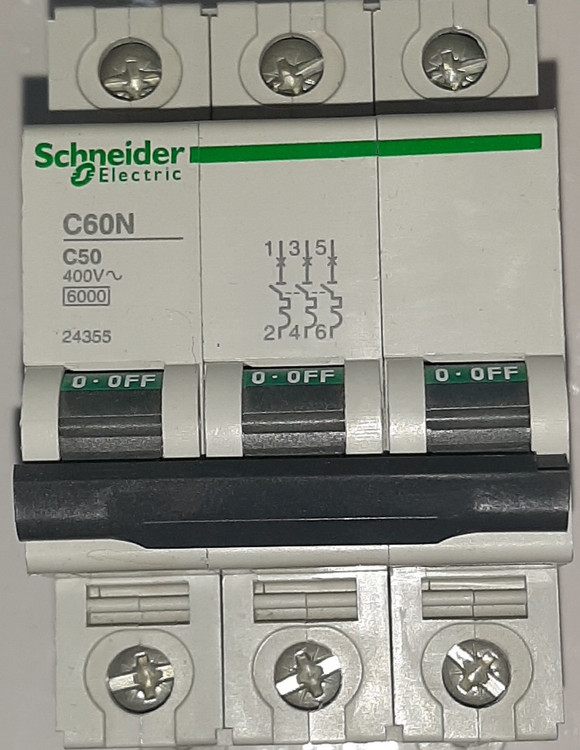 Schneider
Electric
C60N
C50
400V~
6000
24355
1 3 5
2 4 6
O·OFF
O·OFF
O·OFF